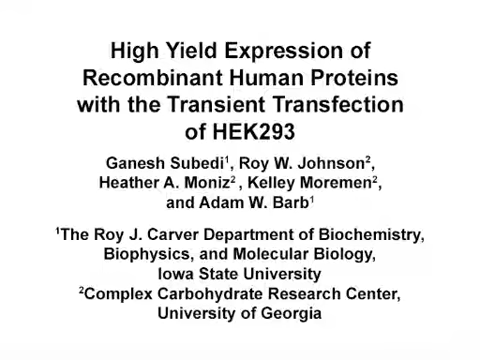 High Yield Expression of
Recombinant Human Proteins
with the Transient Transfection
of HEK293
Ganesh Subedi¹, Roy W. Johnson²,
Heather A. Moniz² , Kelley Moremen²,
and Adam W. Barb¹
¹The Roy J. Carver Department of Biochemistry,
Biophysics, and Molecular Biology,
Iowa State University
²Complex Carbohydrate Research Center,
University of Georgia